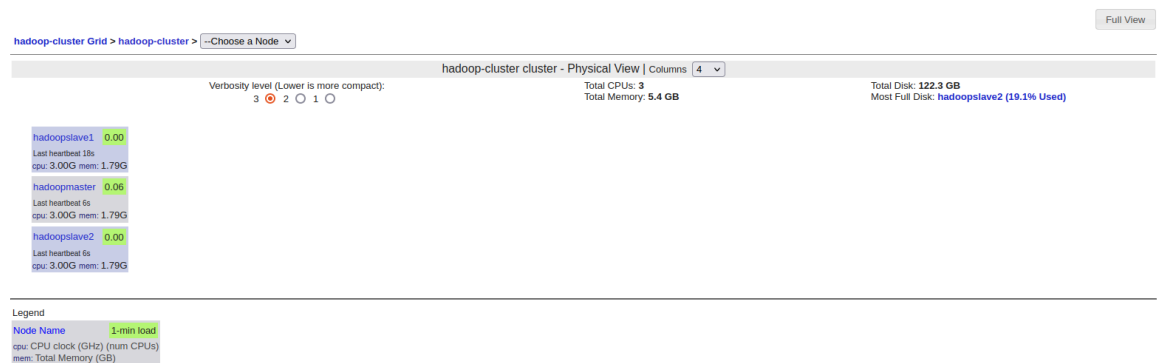 Full View
hadoop-cluster Grid > hadoop-cluster > --Choose a Node
hadoop-cluster cluster - Physical View | Columns 4
Verbosity level (Lower is more compact):
3 2 1
Total CPUs: 3
Total Memory: 5.4 GB
Total Disk: 122.3 GB
Most Full Disk: hadoopslave2 (19.1% Used)
hadoopslave1 0.00
Last heartbeat 18s
cpu: 3.00G mem: 1.79G
hadoopmaster 0.06
Last heartbeat 6s
cpu: 3.00G mem: 1.79G
hadoopslave2 0.00
Last heartbeat 6s
cpu: 3.00G mem: 1.79G
Legend
Node Name 1-min load
cpu: CPU clock (GHz) (num CPUs)
mem: Total Memory (GB)